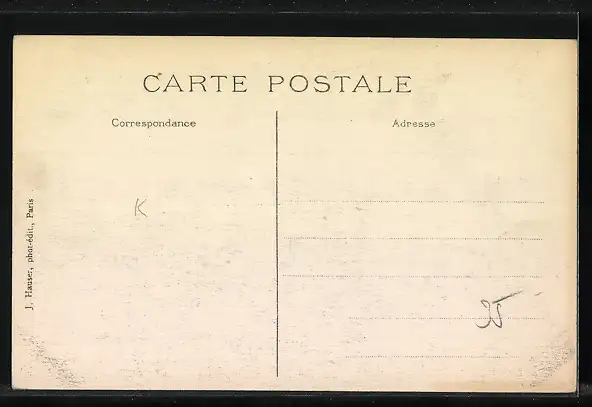 CARTE POSTALE
Correspondance
Adresse
K
J. Hauser, phot-édit., Paris